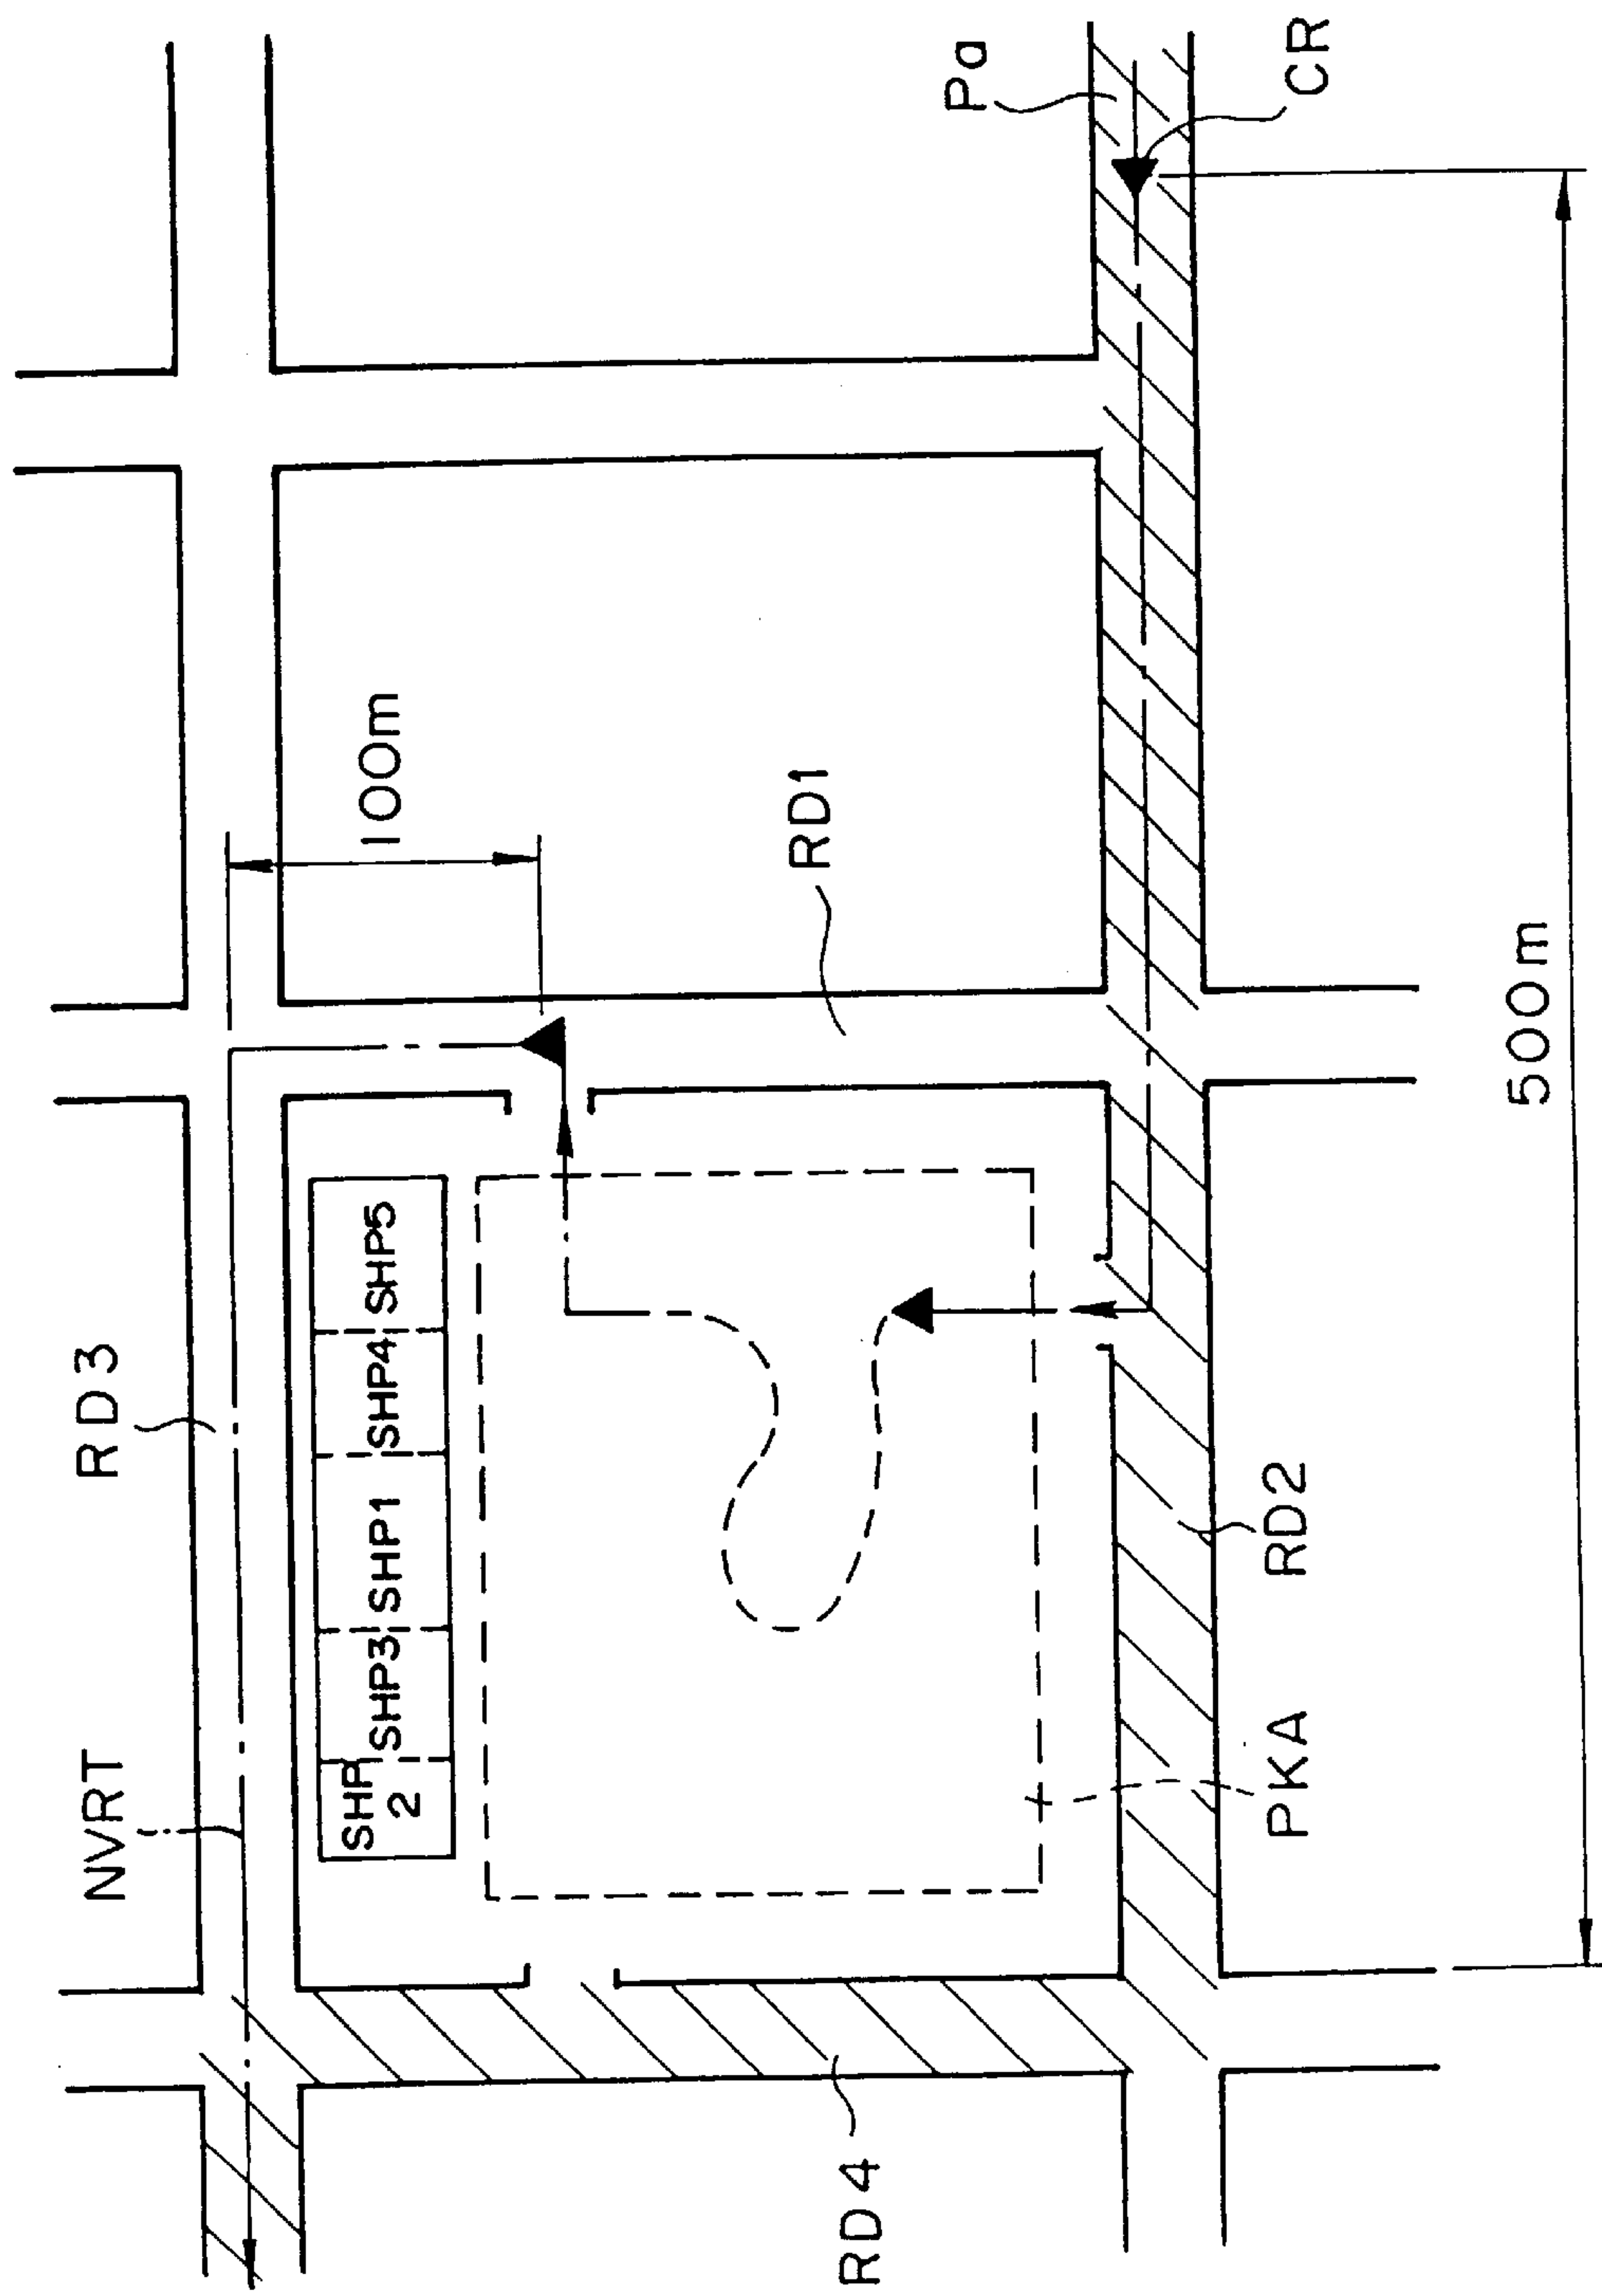 NVRT
RD3
SHP
2
SHP3
SHP1
SHP4
SHP5
100m
RD1
Pa
CR
RD4
PKA
RD2
500m